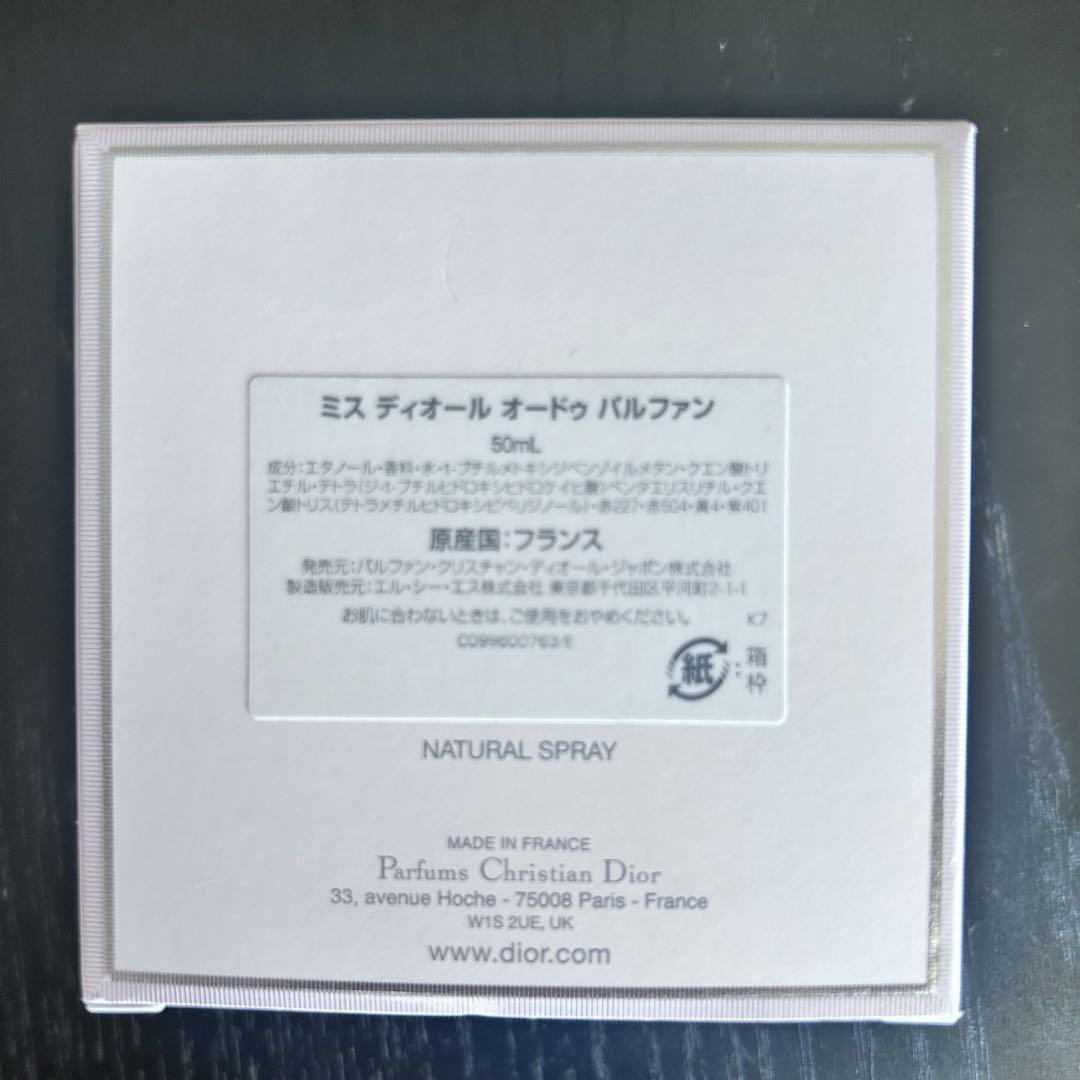 ミス ディオール オードゥ パルファン
50mL
成分:エタノール・香料・水・t-ブチルメトキシジベンゾイルメタン・クエン酸トリ
エチル・テトラ(ジ-t-ブチルヒドロキシヒドロケイヒ酸)ペンタエリスリチル・クエ
ン酸トリス(テトラメチルヒドロキシピペリジノール)・赤227・赤504・黄4・紫401
原産国:フランス
発売元:パルファン・クリスチャン・ディオール・ジャポン株式会社
製造販売元:エル・シー・エス株式会社 東京都千代田区平河町2-1-1
お肌に合わないときは、ご使用をおやめください。 K7
C099600763/E
紙 箱 枠
NATURAL SPRAY
MADE IN FRANCE
Parfums Christian Dior
33, avenue Hoche - 75008 Paris - France
W1S 2UE, UK
www.dior.com